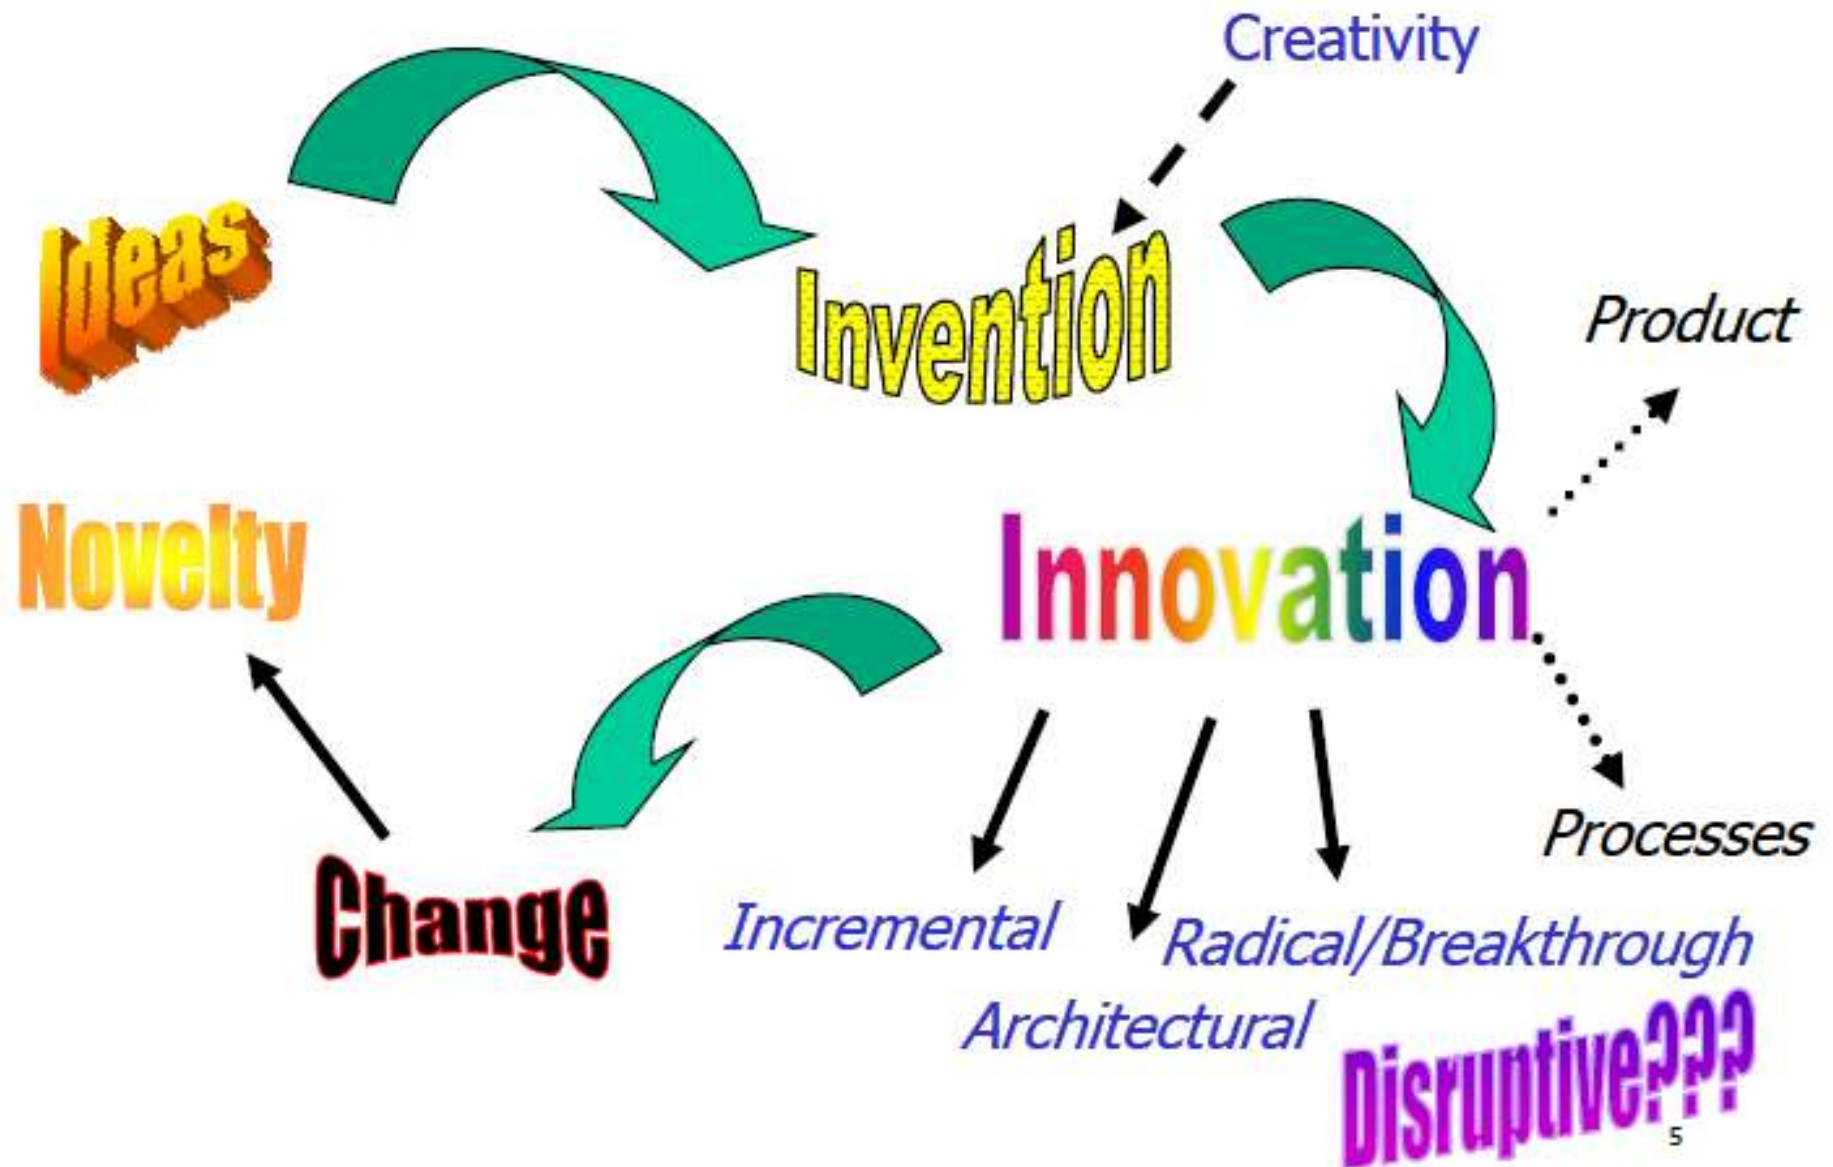 Creativity
Ideas
Invention
Product
Novelty
Innovation
Processes
Change
Incremental
Radical/Breakthrough
Architectural
Disruptive???
5